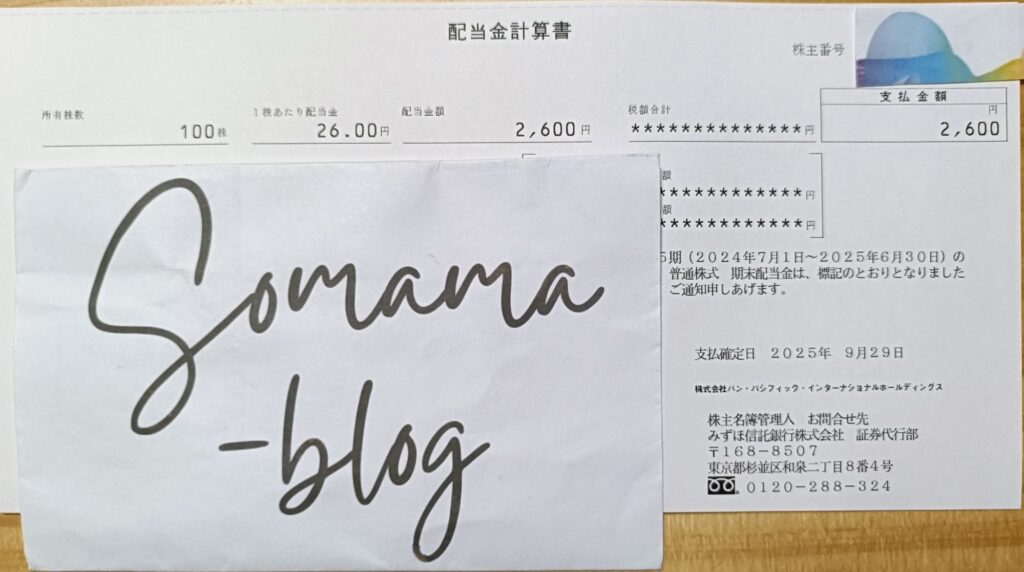 配当金計算書
株主番号
所有株数
100株
1株あたり配当金
26.00円
配当金額
2,600円
税額合計
*************円
支払金額
円
2,600
額
***********円
額
***********円
5期（2024年7月1日～2025年6月30日）の
普通株式　期末配当金は、標記のとおりとなりました
ご通知申しあげます。
支払確定日　2025年　9月29日
株式会社パン・パシフィック・インターナショナルホールディングス
株主名簿管理人　お問合せ先
みずほ信託銀行株式会社　証券代行部
〒168-8507
東京都杉並区和泉二丁目8番4号
0120-288-324
Somama
-blog